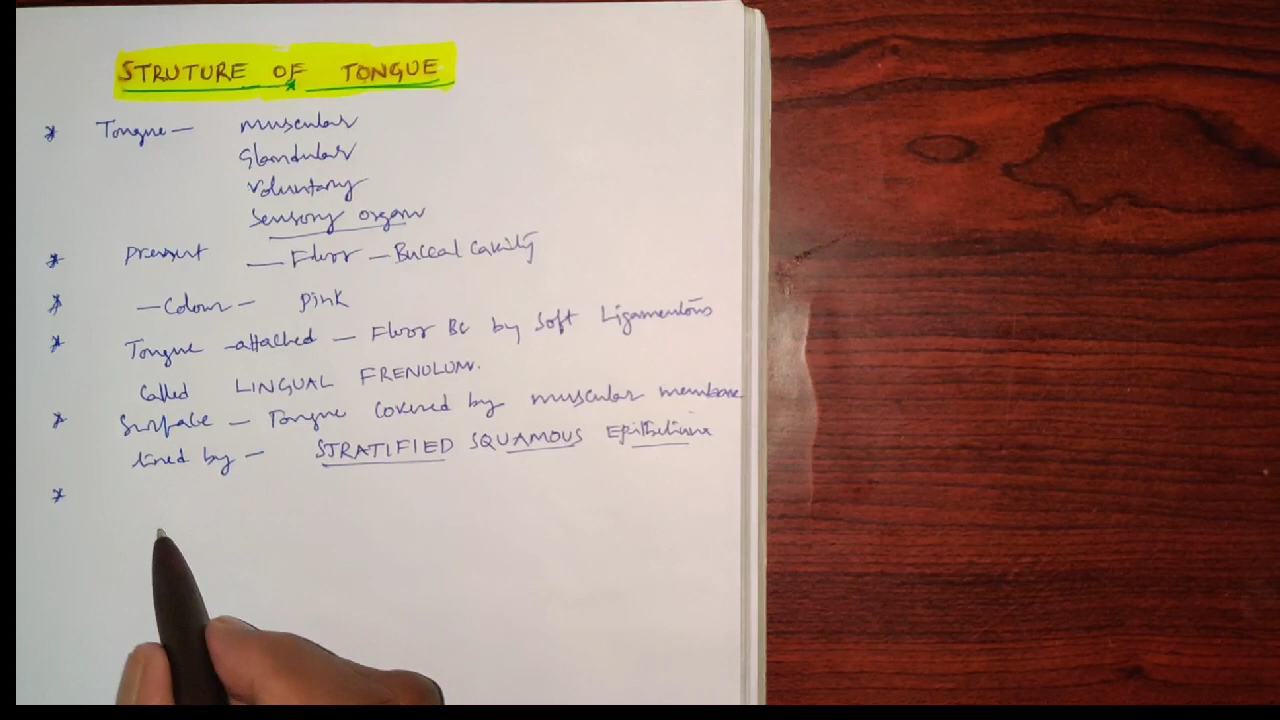 STRUTURE OF TONGUE
* Tongue — muscular
Glandular
Voluntary
Sensory organ
* Present — Floor — Buccal cavity
* — Colour — Pink
* Tongue — attached — Floor BC by Soft Ligamentous
called LINGUAL FRENULUM.
* Surface — Tongue covered by muscular membrane
lined by — STRATIFIED SQUAMOUS Epithelium
*